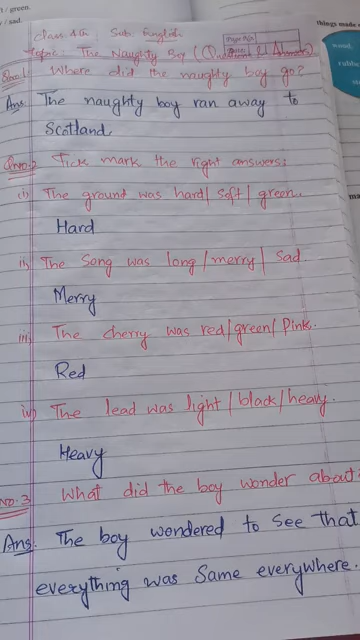 / green.
/ sad.
things made
Class 4th: Sub English
Topic: The Naughty Boy (Questions & Answers)
Where did the naughty boy go?
Ans. The naughty boy ran away to
Scotland.
QNO.2 Tick mark the right answers:
(i) The ground was hard/ soft/ green.
Hard
ii) The Song was long/merry/ sad.
Merry
iii) The cherry was red/green/ Pink.
Red
iv) The lead was light/black/heavy.
Heavy
NO.3 What did the boy wonder about:
Ans. The boy wondered to see that
everything was Same everywhere.